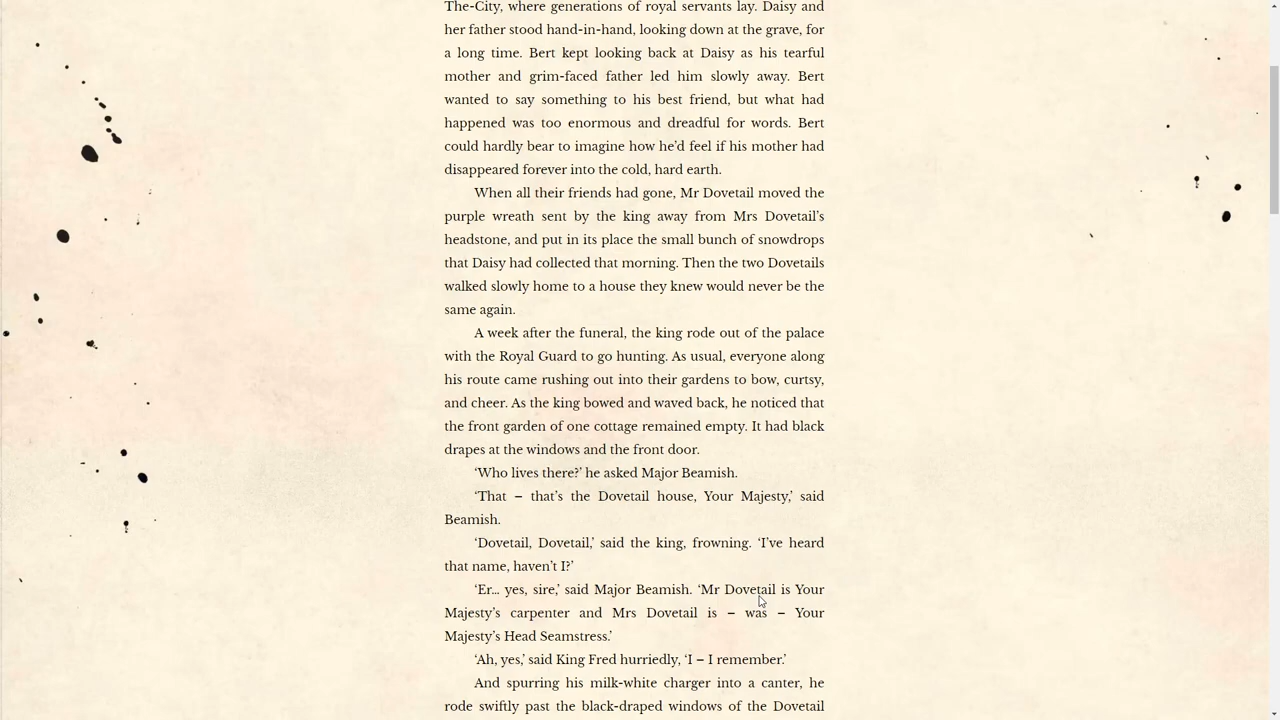 The-City, where generations of royal servants lay. Daisy and
her father stood hand-in-hand, looking down at the grave, for
a long time. Bert kept looking back at Daisy as his tearful
mother and grim-faced father led him slowly away. Bert
wanted to say something to his best friend, but what had
happened was too enormous and dreadful for words. Bert
could hardly bear to imagine how he’d feel if his mother had
disappeared forever into the cold, hard earth.
When all their friends had gone, Mr Dovetail moved the
purple wreath sent by the king away from Mrs Dovetail’s
headstone, and put in its place the small bunch of snowdrops
that Daisy had collected that morning. Then the two Dovetails
walked slowly home to a house they knew would never be the
same again.
A week after the funeral, the king rode out of the palace
with the Royal Guard to go hunting. As usual, everyone along
his route came rushing out into their gardens to bow, curtsy,
and cheer. As the king bowed and waved back, he noticed that
the front garden of one cottage remained empty. It had black
drapes at the windows and the front door.
‘Who lives there?’ he asked Major Beamish.
‘That – that’s the Dovetail house, Your Majesty,’ said
Beamish.
‘Dovetail, Dovetail,’ said the king, frowning. ‘I’ve heard
that name, haven’t I?’
‘Er… yes, sire,’ said Major Beamish. ‘Mr Dovetail is Your
Majesty’s carpenter and Mrs Dovetail is – was – Your
Majesty’s Head Seamstress.’
‘Ah, yes,’ said King Fred hurriedly, ‘I – I remember.’
And spurring his milk-white charger into a canter, he
rode swiftly past the black-draped windows of the Dovetail